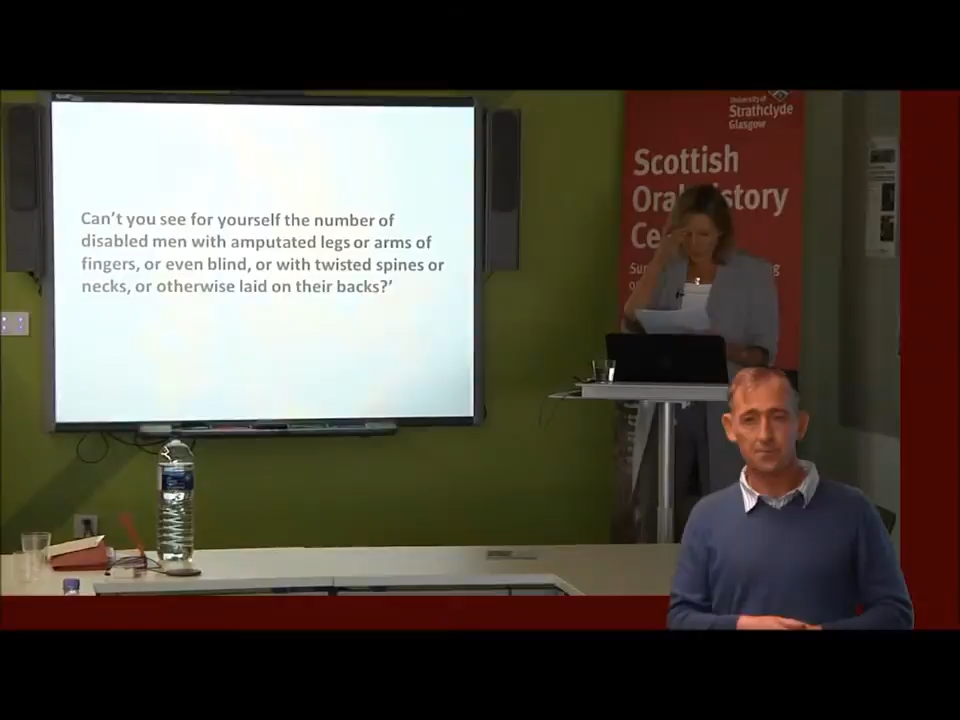 Can't you see for yourself the number of
disabled men with amputated legs or arms of
fingers, or even blind, or with twisted spines or
necks, or otherwise laid on their backs?'
University of
Strathclyde
Glasgow
Scottish
Oral History